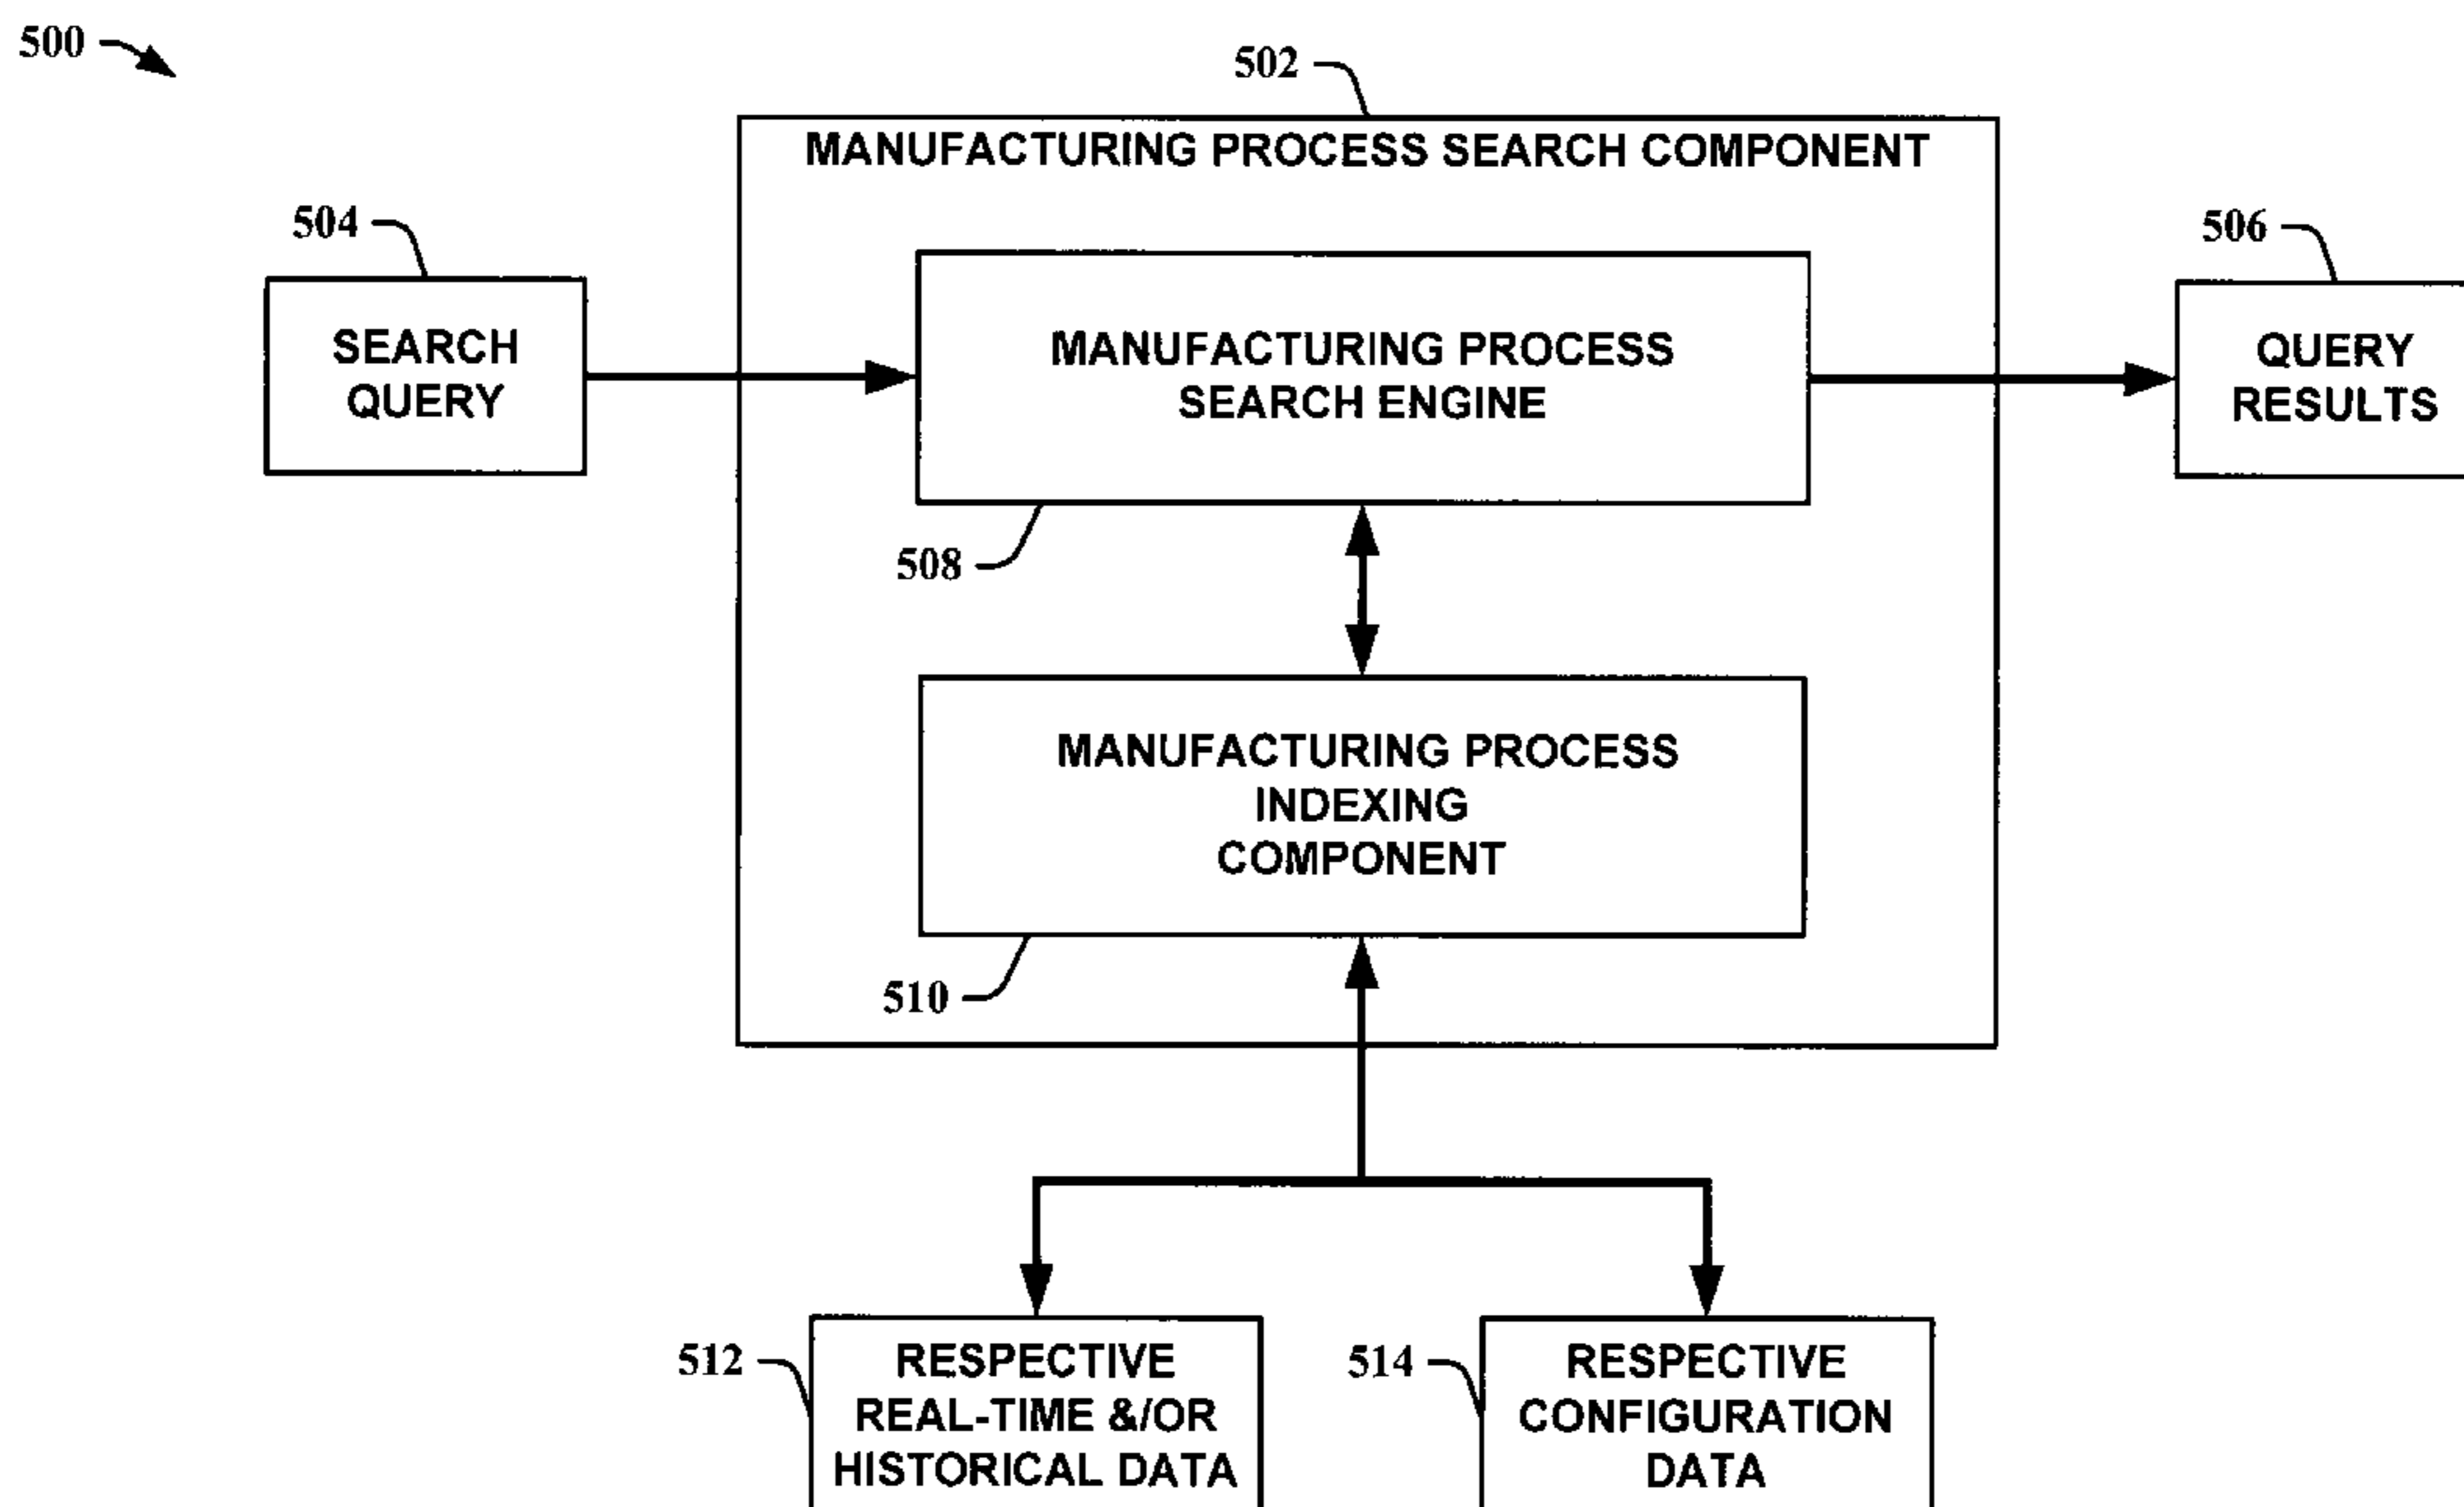 500
502
MANUFACTURING PROCESS SEARCH COMPONENT
504
506
SEARCH
QUERY
MANUFACTURING PROCESS
SEARCH ENGINE
QUERY
RESULTS
508
MANUFACTURING PROCESS
INDEXING
COMPONENT
510
512
RESPECTIVE
REAL-TIME &/OR
HISTORICAL DATA
514
RESPECTIVE
CONFIGURATION
DATA